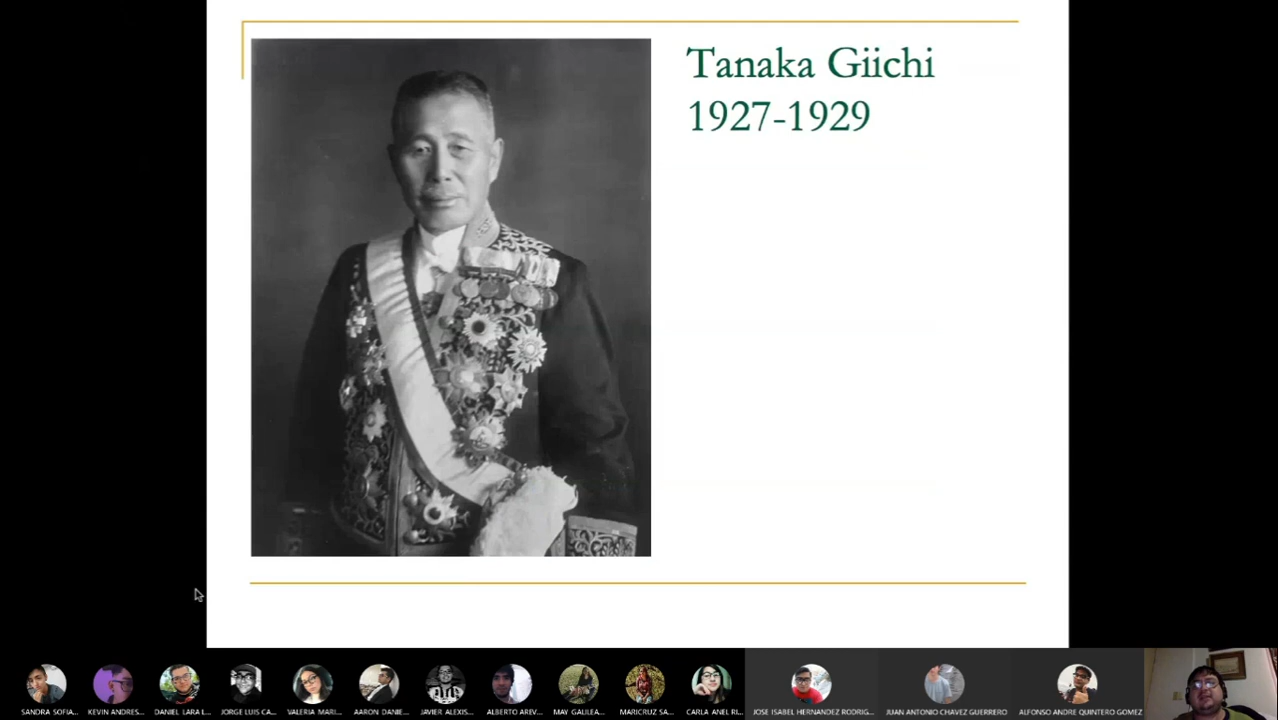 Tanaka Giichi
1927-1929
SANDRA SOFIA...
KEVIN ANDRES...
DANIEL LARA L...
JORGE LUIS CA...
VALERIA MARI...
AARON DANIE...
JAVIER ALEXIS...
ALBERTO AREV...
MAY GALILEA...
MARICRUZ SA...
CARLA ANEL RI...
JOSE ISABEL HERNANDEZ RODRIG...
JUAN ANTONIO CHAVEZ GUERRERO
ALFONSO ANDRE QUINTERO GOMEZ